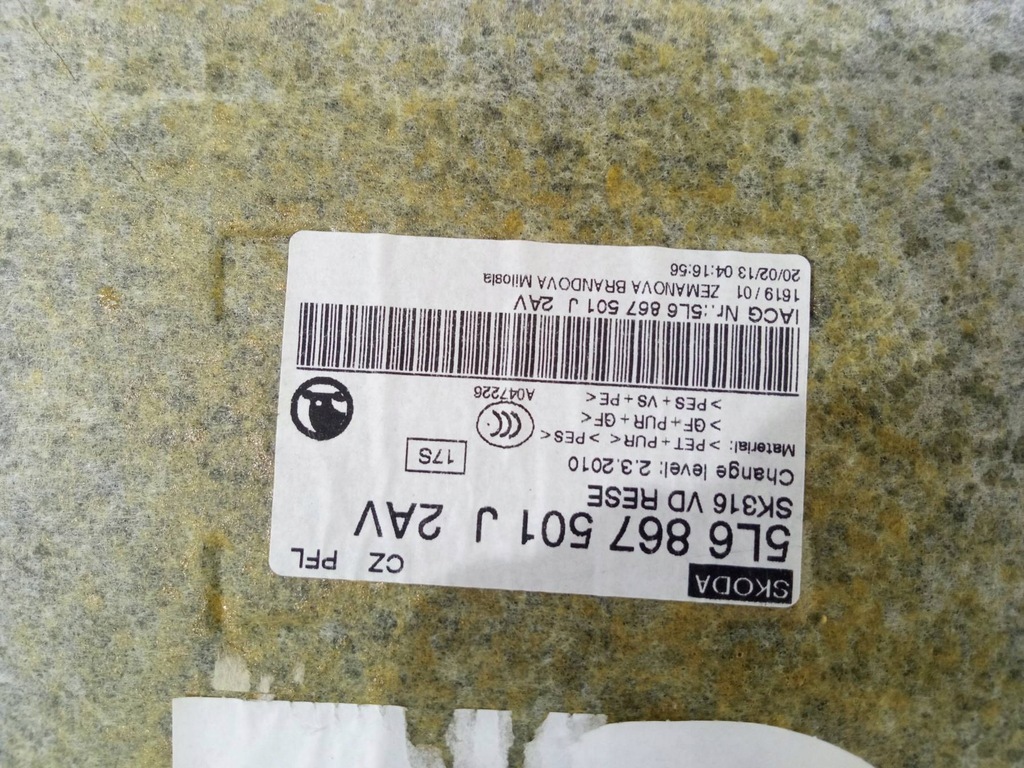 SKODA
CZ PFL
5L6 867 501 J 2AV
SK316 VD RESE
Change level: 2.3.2010
17S
Material: > PET + PUR < > PES <
> GF + PUR + GF <
> PES + VS + PE <
A047226
IACG Nr.:5L6 867 501 J 2AV
1619 / 01 ZEMANOVA BRANDOVA Milosla
20/02/13 04:16:56